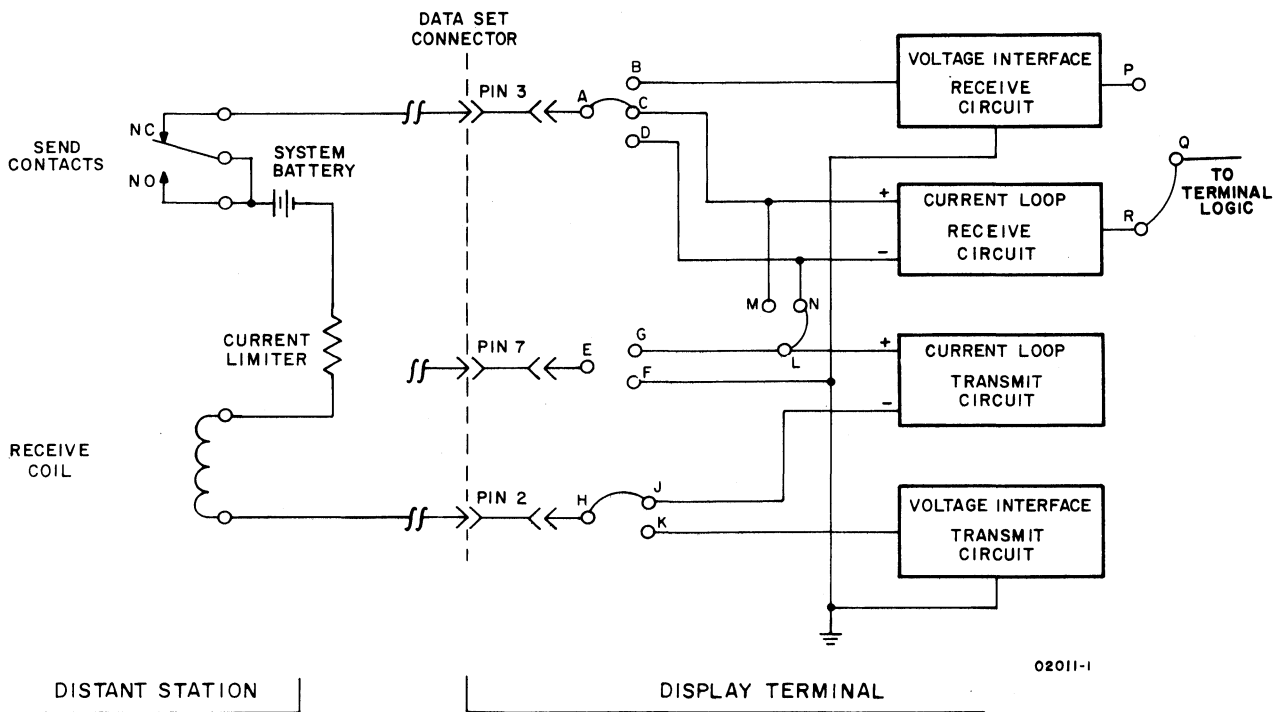 DATA SET
CONNECTOR
B
VOLTAGE INTERFACE
RECEIVE
CIRCUIT
P
PIN 3
A
C
D
NC
SEND
CONTACTS
NO
SYSTEM
BATTERY
Q
TO
TERMINAL
LOGIC
+
CURRENT LOOP
RECEIVE
CIRCUIT
-
R
M
N
CURRENT
LIMITER
PIN 7
E
G
L
F
+
CURRENT LOOP
TRANSMIT
CIRCUIT
-
RECEIVE
COIL
PIN 2
H
J
K
VOLTAGE INTERFACE
TRANSMIT
CIRCUIT
02011-1
DISTANT STATION
DISPLAY TERMINAL